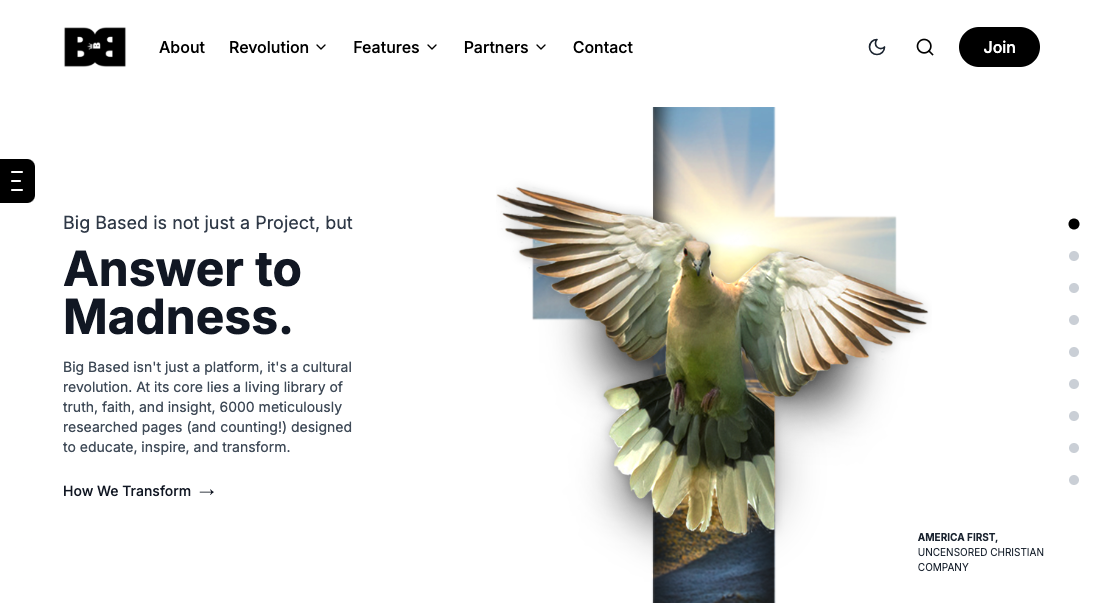 About
Revolution
Features
Partners
Contact
Join
Big Based is not just a Project, but
Answer to
Madness.
Big Based isn't just a platform, it's a cultural
revolution. At its core lies a living library of
truth, faith, and insight, 6000 meticulously
researched pages (and counting!) designed
to educate, inspire, and transform.
How We Transform →
AMERICA FIRST,
UNCENSORED CHRISTIAN
COMPANY